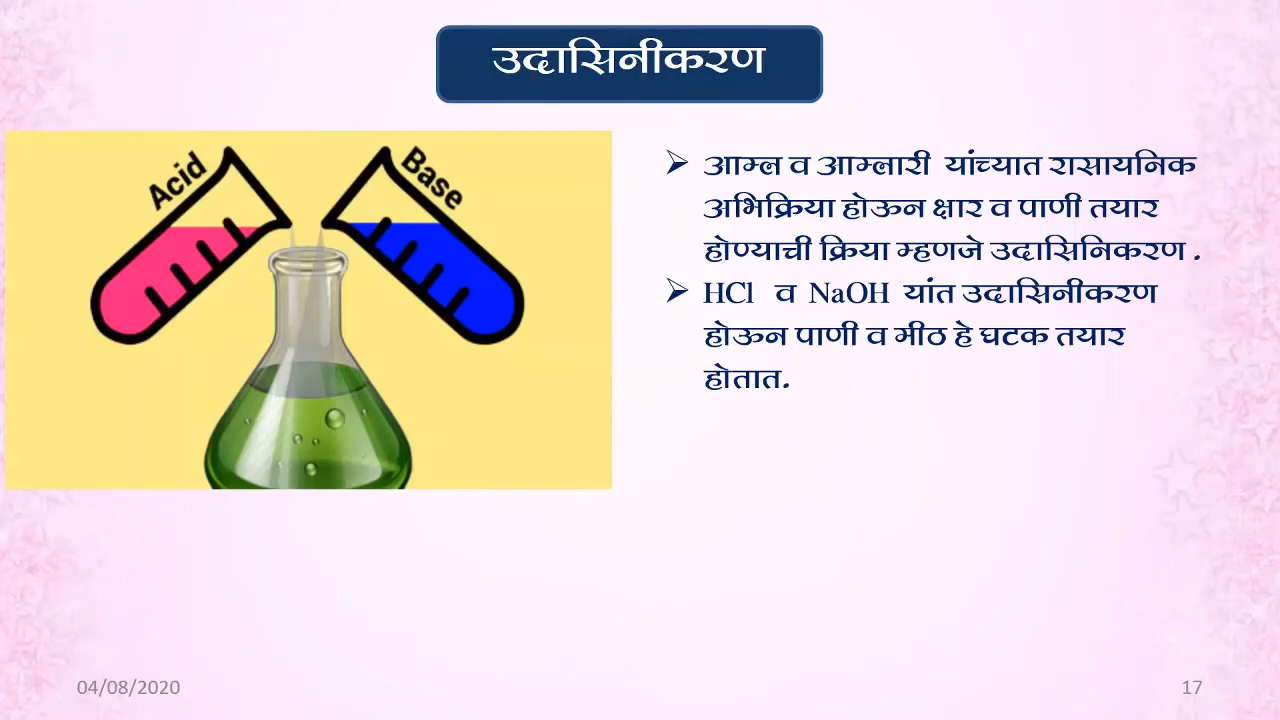 उदासिनीकरण
Acid
Base
➢ आम्ल व आम्लारी यांच्यात रासायनिक
अभिक्रिया होऊन क्षार व पाणी तयार
होण्याची क्रिया म्हणजे उदासिनिकरण .
➢ HCl व NaOH यांत उदासिनीकरण
होऊन पाणी व मीठ हे घटक तयार
होतात.
04/08/2020
17